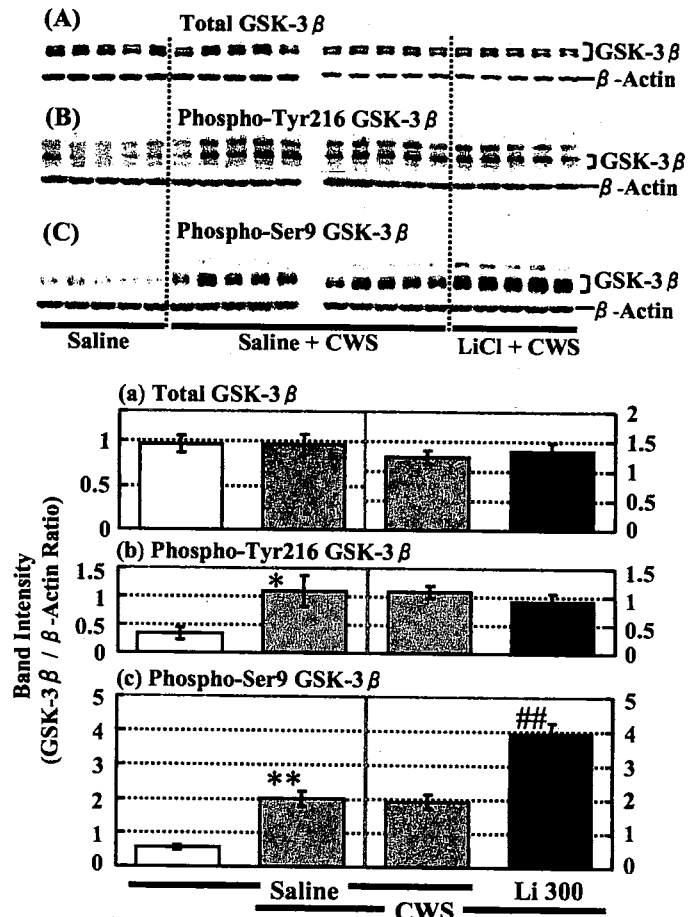 (A) Total GSK-3β
GSK-3β
β-Actin
(B) Phospho-Tyr216 GSK-3β
GSK-3β
β-Actin
(C) Phospho-Ser9 GSK-3β
GSK-3β
β-Actin
Saline Saline + CWS LiCl + CWS
Band Intensity
(GSK-3β / β-Actin Ratio)
(a) Total GSK-3β
1
0.5
0
2
1.5
1
0.5
0
(b) Phospho-Tyr216 GSK-3β
1.5
1
0.5
0
*
1.5
1
0.5
0
(c) Phospho-Ser9 GSK-3β
5
4
3
2
1
0
**
##
5
4
3
2
1
0
Saline Li 300
CWS